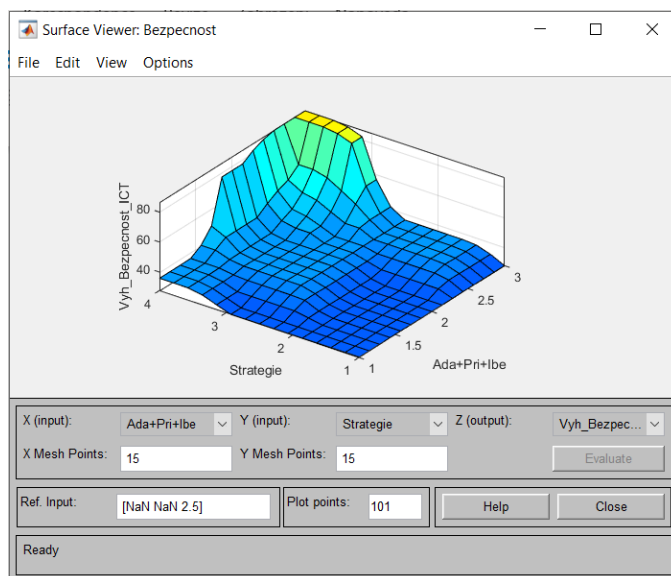 Surface Viewer: Bezpecnost
File Edit View Options
Vyh_Bezpecnost_ICT
80
60
40
4
3
2
1
Strategie
1
1.5
2
2.5
3
Ada+Pri+Ibe
X (input): Ada+Pri+Ibe Y (input): Strategie Z (output): Vyh_Bezpec...
X Mesh Points: 15 Y Mesh Points: 15 Evaluate
Ref. Input: [NaN NaN 2.5] Plot points: 101 Help Close
Ready